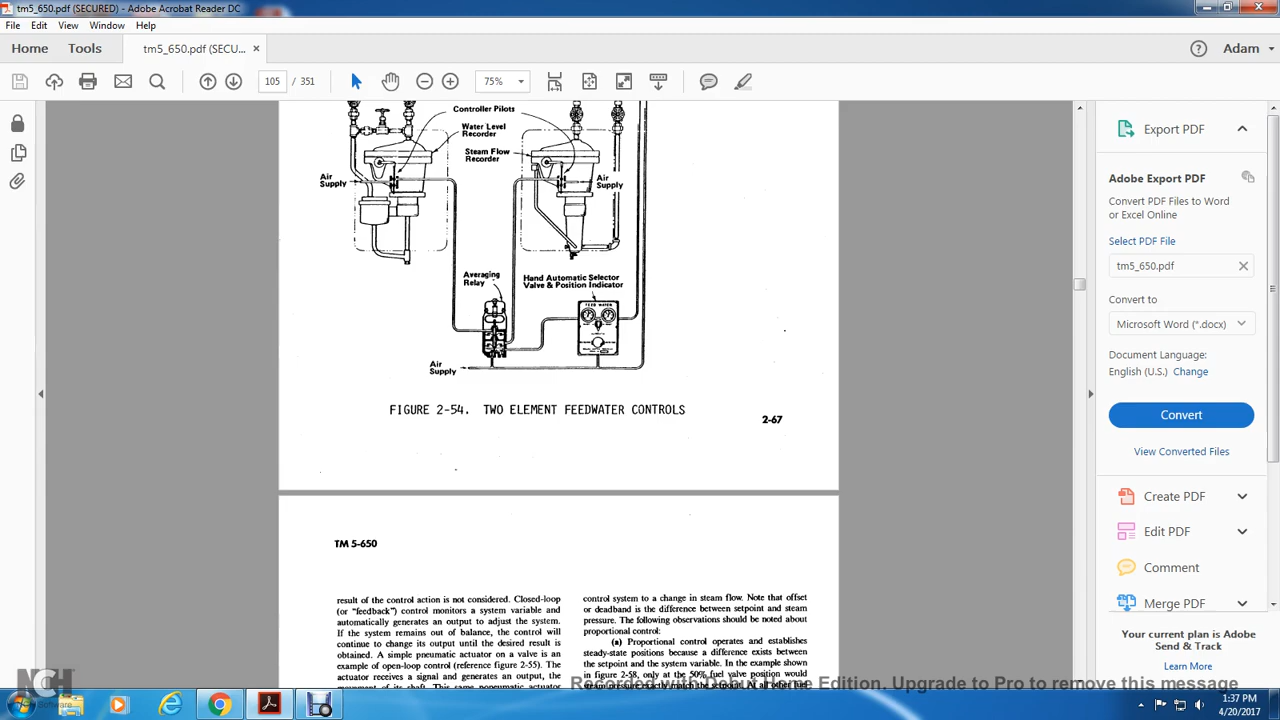 tm5_650.pdf (SECURED) - Adobe Acrobat Reader DC
File Edit View Window Help
Home Tools tm5_650.pdf (SECU... × Adam
105 / 351 75%
Controller Pilots
Water Level
Recorder
Steam Flow
Recorder
Air
Supply
Air
Supply
Averaging
Relay
Hand Automatic Selector
Valve & Position Indicator
FEED WATER
Air
Supply
FIGURE 2-54. TWO ELEMENT FEEDWATER CONTROLS
2-67
TM 5-650
result of the control action is not considered. Closed-loop
(or "feedback") control monitors a system variable and
automatically generates an output to adjust the system.
If the system remains out of balance, the control will
continue to change its output until the desired result is
obtained. A simple pneumatic actuator on a valve is an
example of open-loop control (reference figure 2-55). The
actuator receives a signal and generates an output, the
control system to a change in steam flow. Note that offset
or deadband is the difference between setpoint and steam
pressure. The following observations should be noted about
proportional control:
(a) Proportional control operates and establishes
steady-state positions because a difference exists between
the setpoint and the system variable. In the example shown
in figure 2-58, only at the 50% fuel valve position would
Export PDF
Adobe Export PDF
Convert PDF Files to Word
or Excel Online
Select PDF File
tm5_650.pdf ×
Convert to
Microsoft Word (*.docx)
Document Language:
English (U.S.) Change
Convert
View Converted Files
Create PDF
Edit PDF
Comment
Merge PDF
Your current plan is Adobe
Send & Track
Learn More
NCH Software
Edition. Upgrade to Pro to remove this message
1:37 PM
4/20/2017